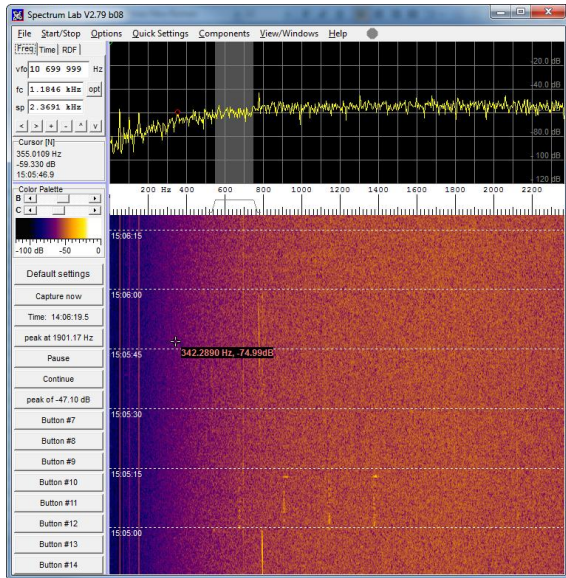 Spectrum Lab V2.79 b08
File Start/Stop Options Quick Settings Components View/Windows Help
Freq Time RDF
vfo 10 699 999 Hz
fc 1.1846 kHz opt
sp 2.3691 kHz
< > + - ^ v
Cursor [N]
355.0109 Hz
-59.330 dB
15:05:46.9
Color Palette
B
C
-100 dB -50 0
Default settings
Capture now
Time: 14:06:19.5
peak at 1901.17 Hz
Pause
Continue
peak of -47.10 dB
Button #7
Button #8
Button #9
Button #10
Button #11
Button #12
Button #13
Button #14
-20.0 dB
-40.0 dB
-80.0 dB
-100 dB
-120 dB
200 Hz 400 600 800 1000 1200 1400 1600 1800 2000 2200
15:06:15
15:06:00
15:05:45
342.2890 Hz, -74.99dB
15:05:30
15:05:15
15:05:00